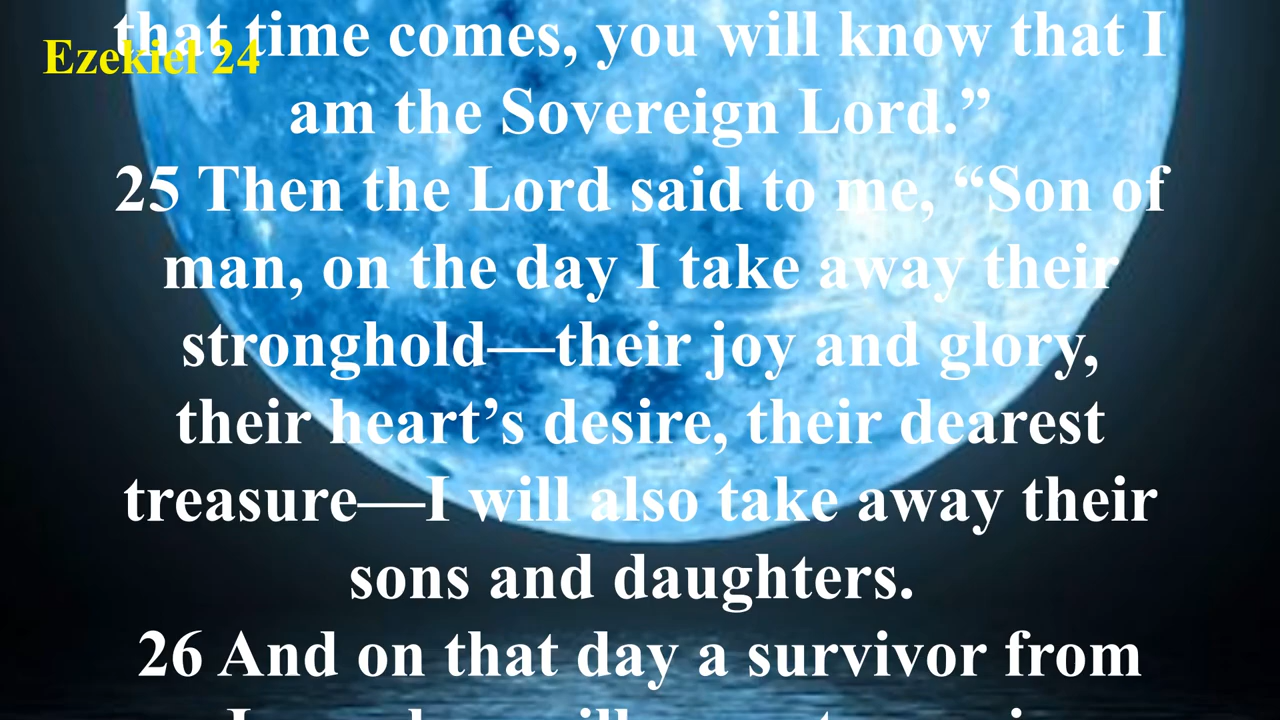 Ezekiel 24
that time comes, you will know that I
am the Sovereign Lord.”
25 Then the Lord said to me, “Son of
man, on the day I take away their
stronghold—their joy and glory,
their heart’s desire, their dearest
treasure—I will also take away their
sons and daughters.
26 And on that day a survivor from